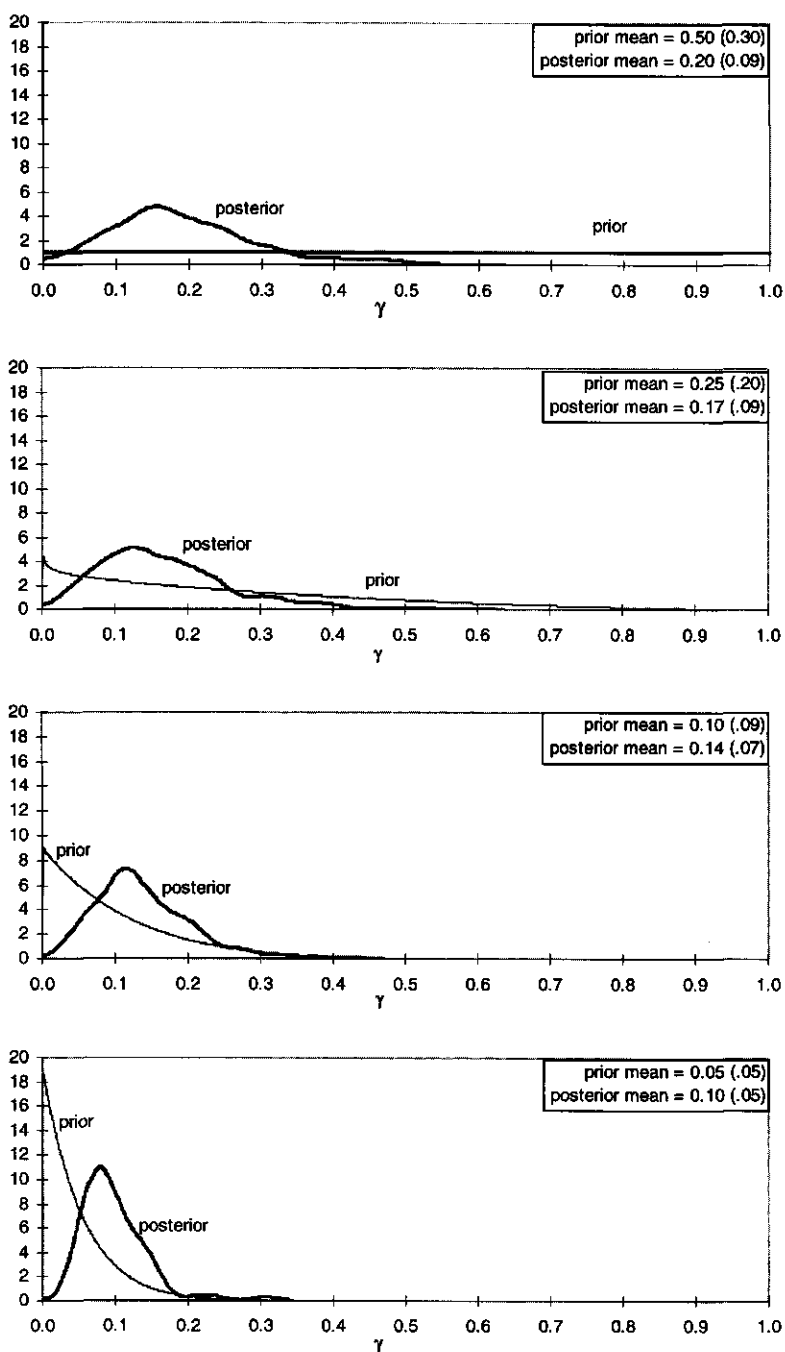 20
18
16
14
12
10
8
6
4
2
0
prior mean = 0.50 (0.30)
posterior mean = 0.20 (0.09)
posterior
prior
0.0 0.1 0.2 0.3 0.4 0.5 0.6 0.7 0.8 0.9 1.0
γ
20
18
16
14
12
10
8
6
4
2
0
prior mean = 0.25 (.20)
posterior mean = 0.17 (.09)
posterior
prior
0.0 0.1 0.2 0.3 0.4 0.5 0.6 0.7 0.8 0.9 1.0
γ
20
18
16
14
12
10
8
6
4
2
0
prior mean = 0.10 (.09)
posterior mean = 0.14 (.07)
prior
posterior
0.0 0.1 0.2 0.3 0.4 0.5 0.6 0.7 0.8 0.9 1.0
γ
20
18
16
14
12
10
8
6
4
2
0
prior mean = 0.05 (.05)
posterior mean = 0.10 (.05)
prior
posterior
0.0 0.1 0.2 0.3 0.4 0.5 0.6 0.7 0.8 0.9 1.0
γ